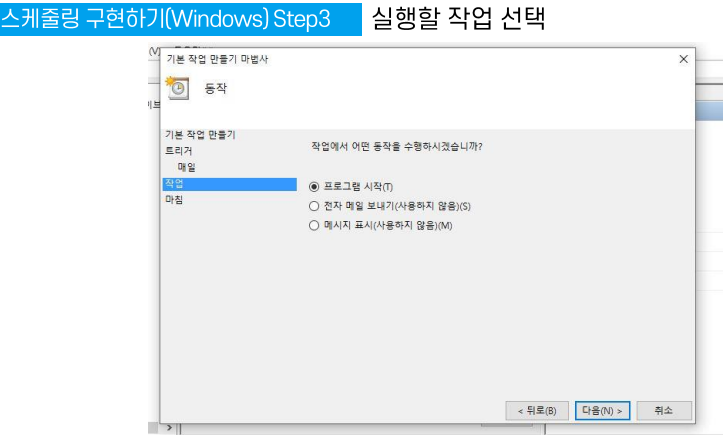 스케줄링 구현하기(Windows) Step3
실행할 작업 선택
기본 작업 만들기 마법사
동작
기본 작업 만들기
트리거
매일
작업
마침
작업에서 어떤 동작을 수행하시겠습니까?
프로그램 시작(T)
전자 메일 보내기(사용하지 않음)(S)
메시지 표시(사용하지 않음)(M)
< 뒤로(B)
다음(N) >
취소